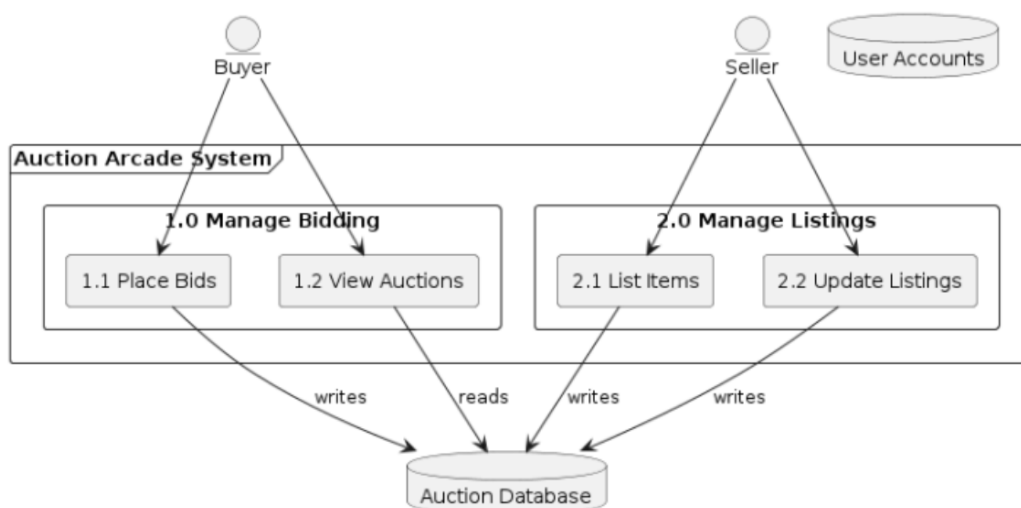 Buyer
Seller
User Accounts
Auction Arcade System
1.0 Manage Bidding
2.0 Manage Listings
1.1 Place Bids
1.2 View Auctions
2.1 List Items
2.2 Update Listings
writes
reads
writes
writes
Auction Database